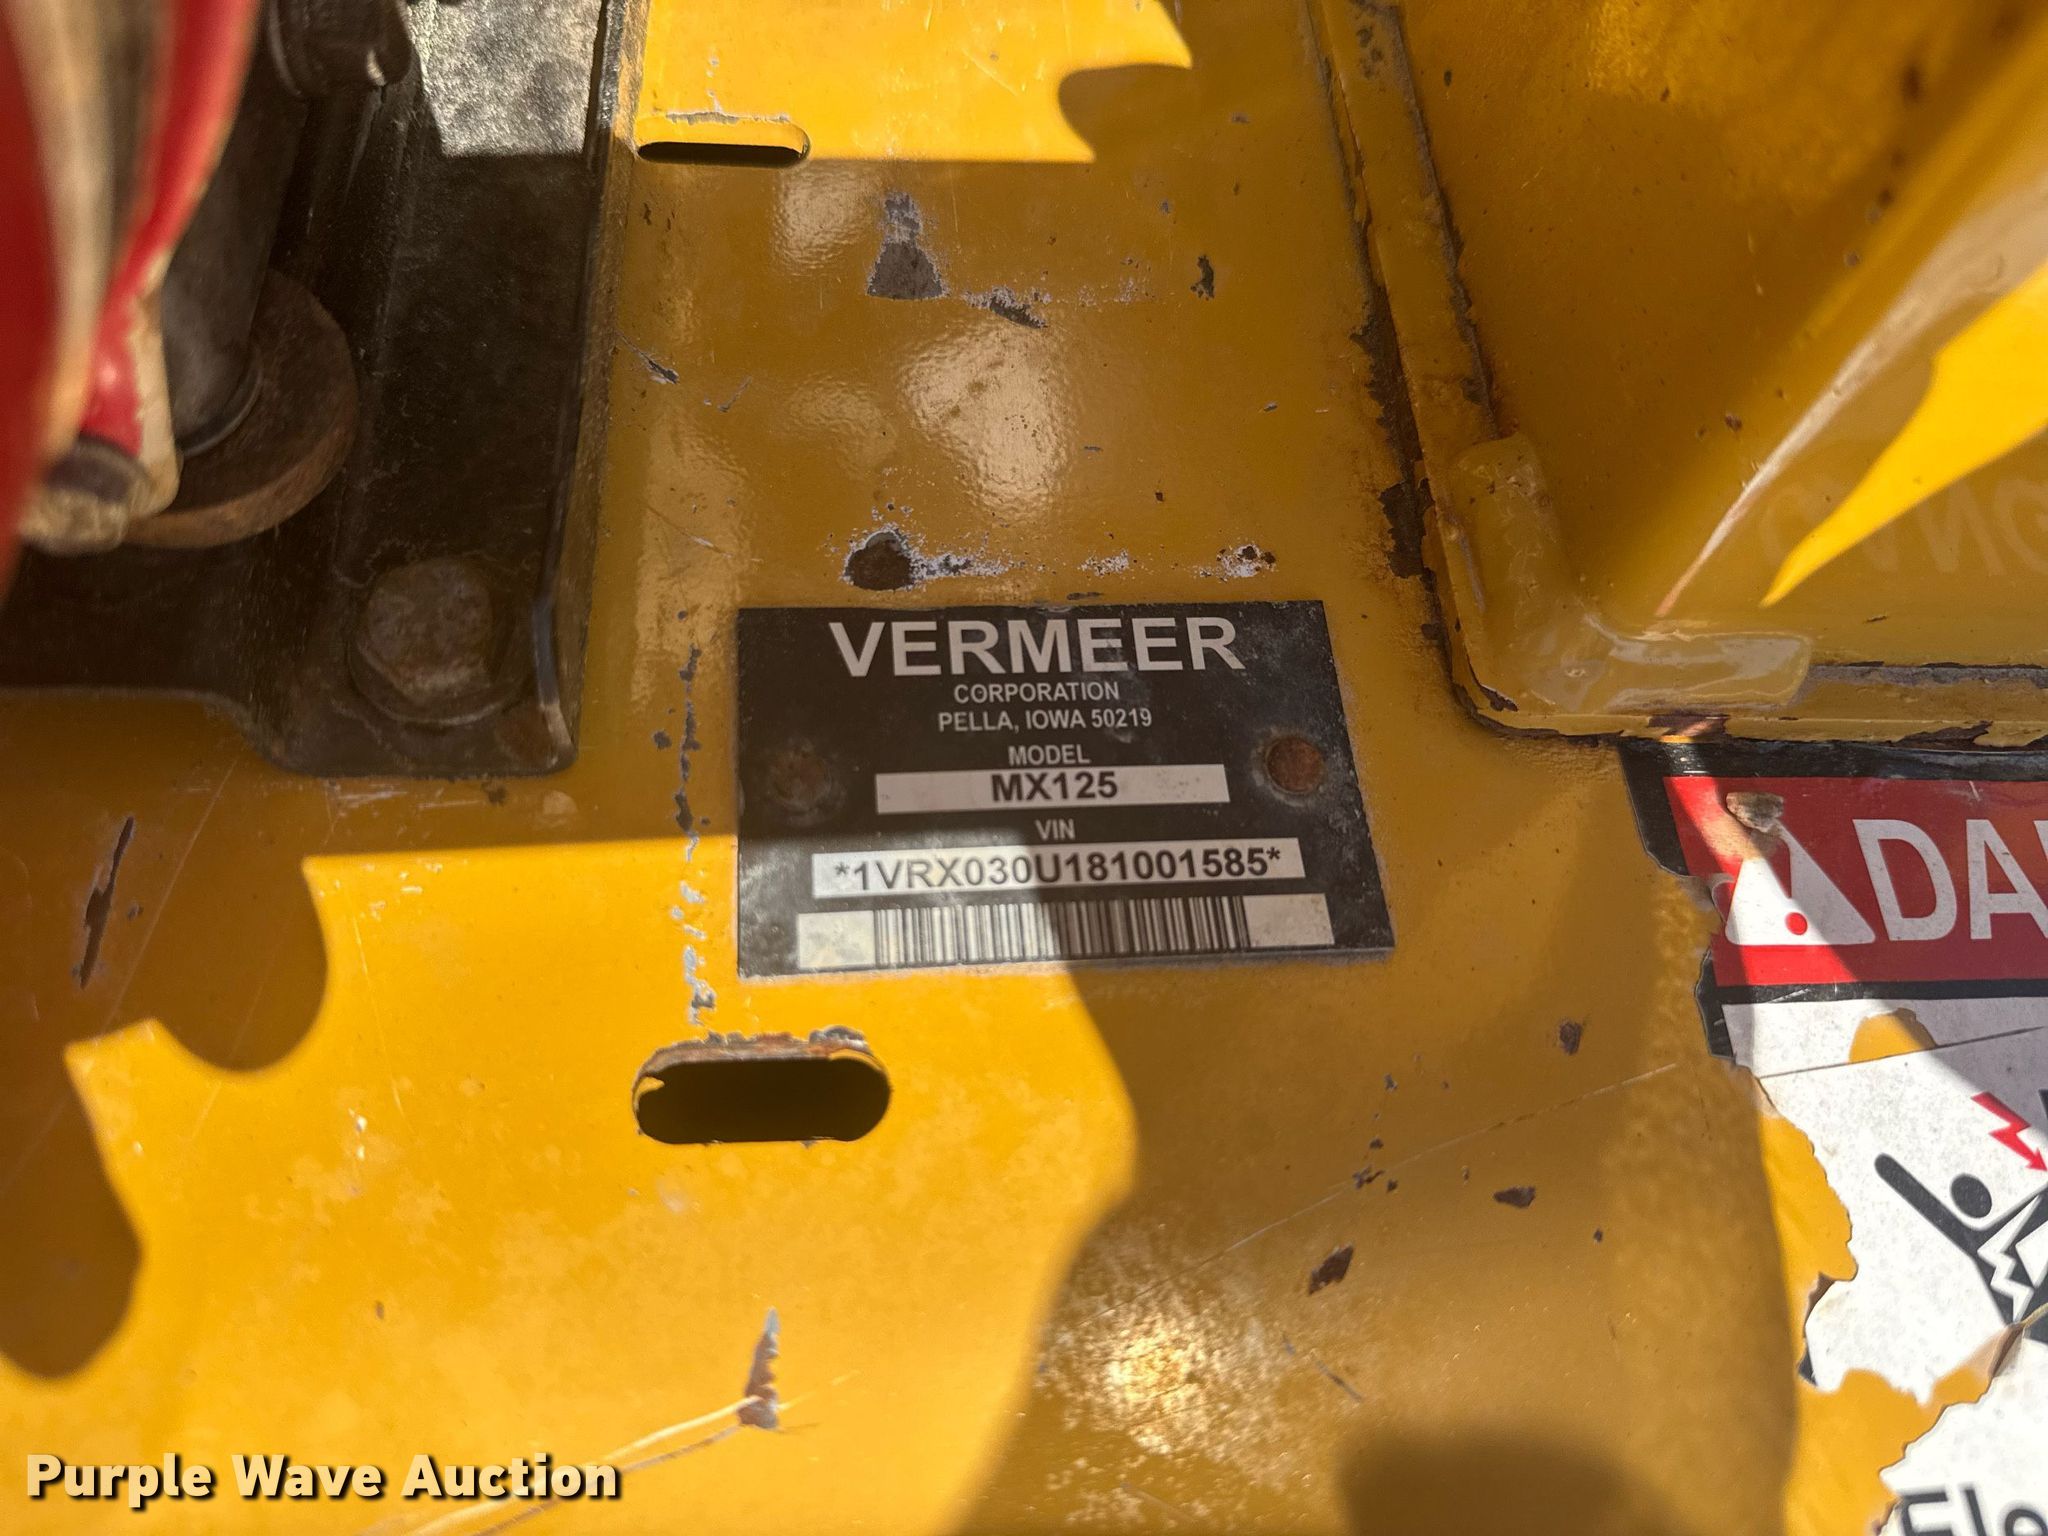 VERMEER
CORPORATION
PELLA, IOWA 50219
MODEL
MX125
VIN
*1VRX030U181001585*
Purple Wave Auction